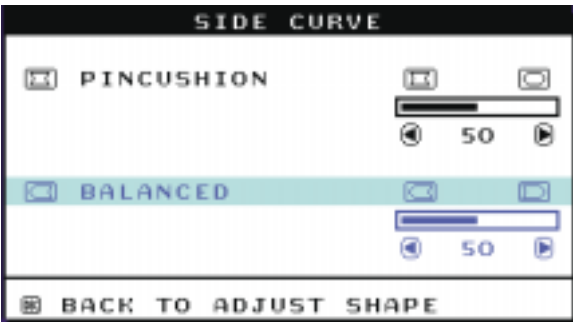 SIDE CURVE
PINCUSHION
50
BALANCED
50
BACK TO ADJUST SHAPE